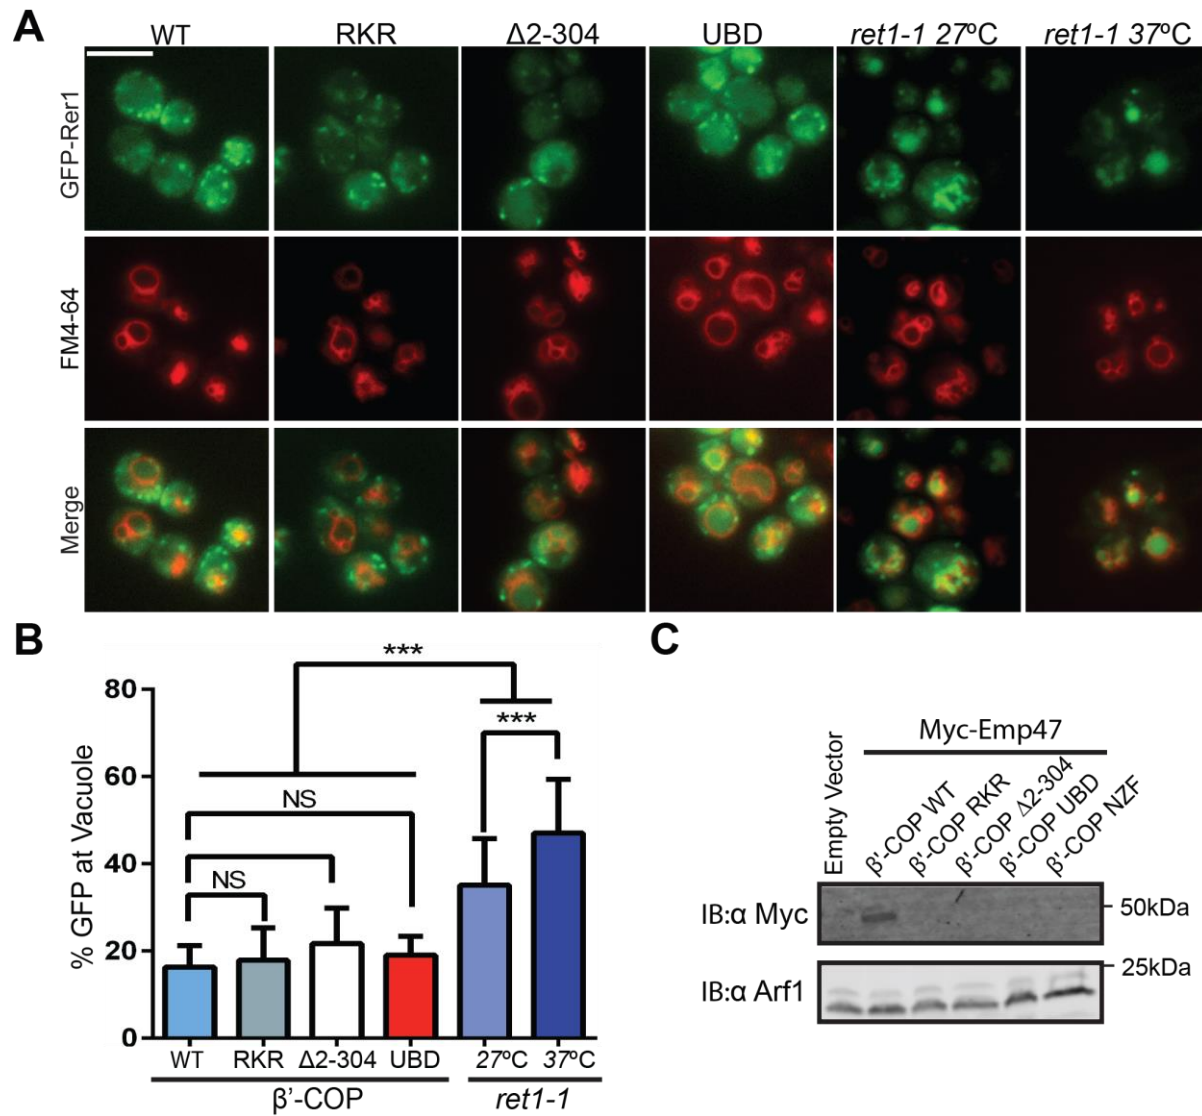 A
WT RKR Δ2-304 UBD ret1-1 27ºC ret1-1 37ºC
GFP-Rer1
FM4-64
Merge
B
% GFP at Vacuole
80
60
40
20
0
***
***
NS
NS
WT RKR Δ2-304 UBD 27ºC 37ºC
β’-COP ret1-1
C
Myc-Emp47
Empty Vector
β'-COP WT
β'-COP RKR
β'-COP Δ2-304
β'-COP UBD
β'-COP NZF
IB:α Myc
50kDa
25kDa
IB:α Arf1